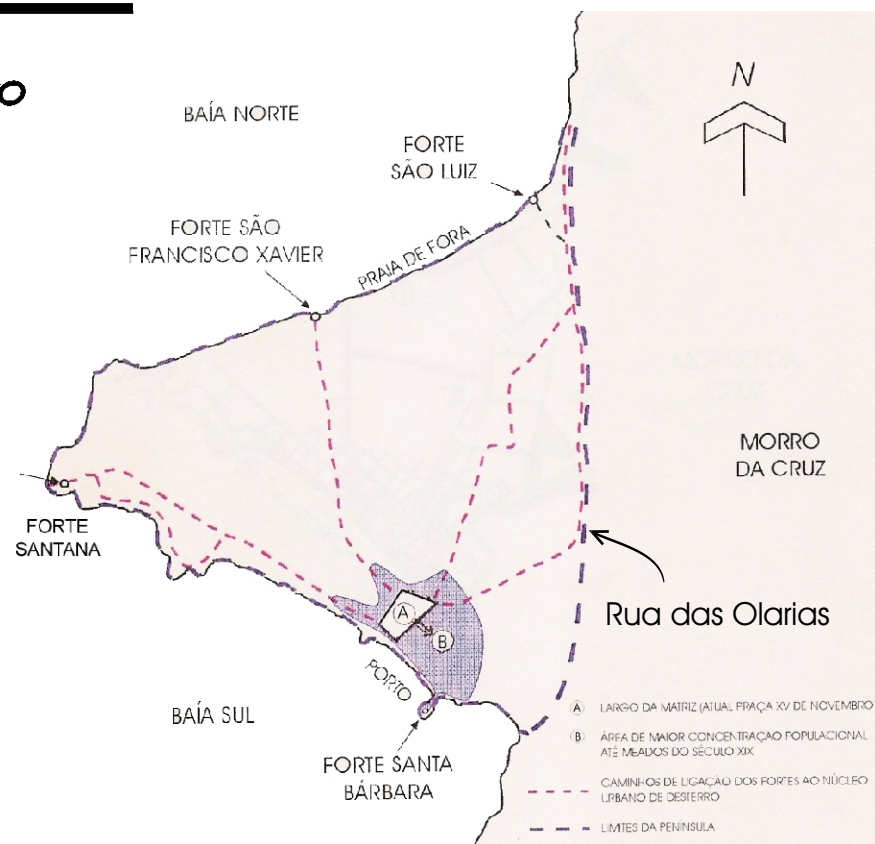 o
BAÍA NORTE
N
FORTE
SÃO LUIZ
FORTE SÃO
FRANCISCO XAVIER
PRAIA DE FORA
MORRO DA
CRUZ
MORRO
DA CRUZ
FORTE
SANTANA
Rua das Olarias
A
B
PORTO
BAÍA SUL
FORTE SANTA
BÁRBARA
A LARGO DA MATRIZ (ATUAL PRAÇA XV DE NOVEMBRO
B ÁREA DE MAIOR CONCENTRAÇÃO POPULACIONAL
ATÉ MEADOS DO SÉCULO XIX
CAMINHOS DE LIGAÇÃO DOS FORTES AO NÚCLEO
URBANO DE DESTERRO
LIMITES DA PENÍNSULA